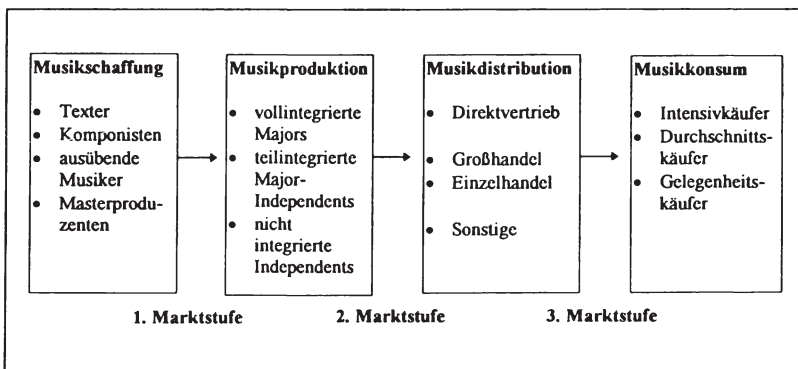 Musikschaffung
• Texter
• Komponisten
• ausübende
Musiker
• Masterprodu-
zenten
Musikproduktion
• vollintegrierte
Majors
• teilintegrierte
Major-
Independents
• nicht
integrierte
Independents
Musikdistribution
• Direktvertrieb
• Großhandel
• Einzelhandel
• Sonstige
Musikkonsum
• Intensivkäufer
• Durchschnitts-
käufer
• Gelegenheits-
käufer
1. Marktstufe
2. Marktstufe
3. Marktstufe